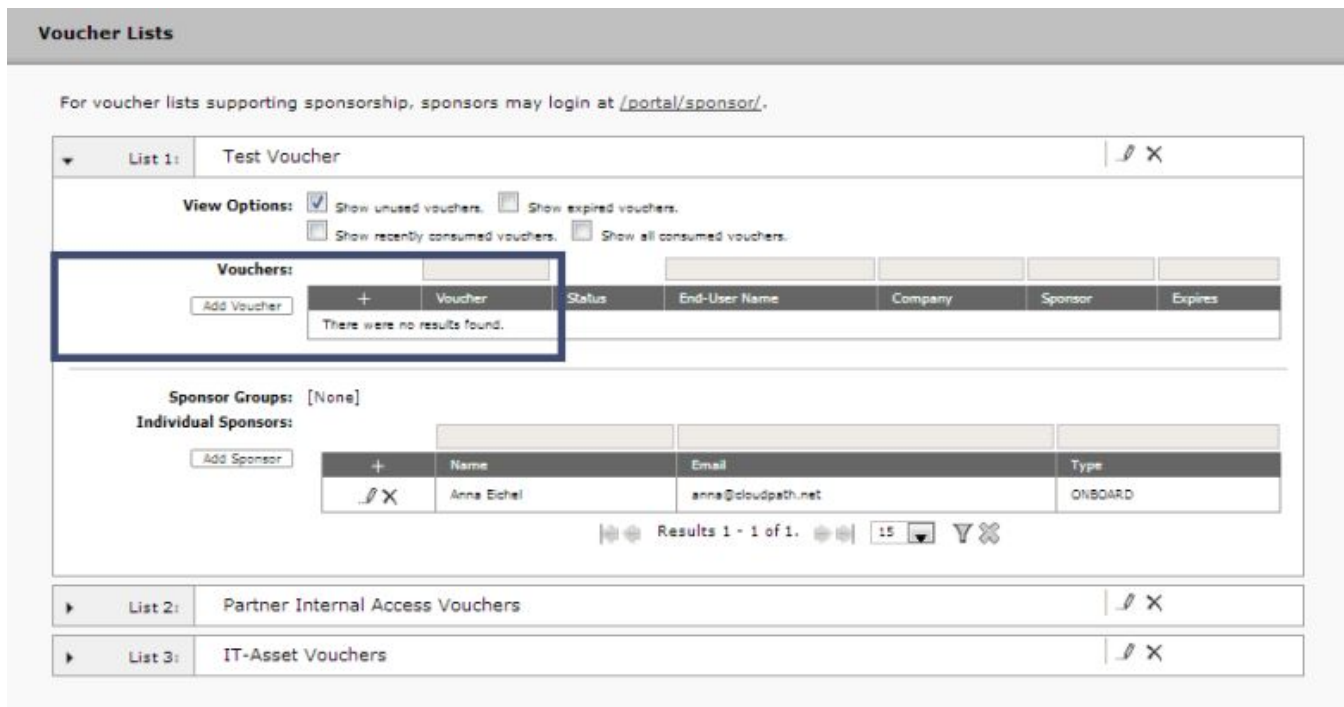 Voucher Lists
For voucher lists supporting sponsorship, sponsors may login at /portal/sponsor/.
List 1: Test Voucher
View Options: Show unused vouchers. Show expired vouchers.
Show recently consumed vouchers. Show all consumed vouchers.
Vouchers:
Add Voucher + Voucher Status End-User Name Company Sponsor Expires
There were no results found.
Sponsor Groups: [None]
Individual Sponsors:
Add Sponsor + Name Email Type
Anna Eichel anna@cloudpath.net ONBOARD
Results 1 - 1 of 1. 15
List 2: Partner Internal Access Vouchers
List 3: IT-Asset Vouchers